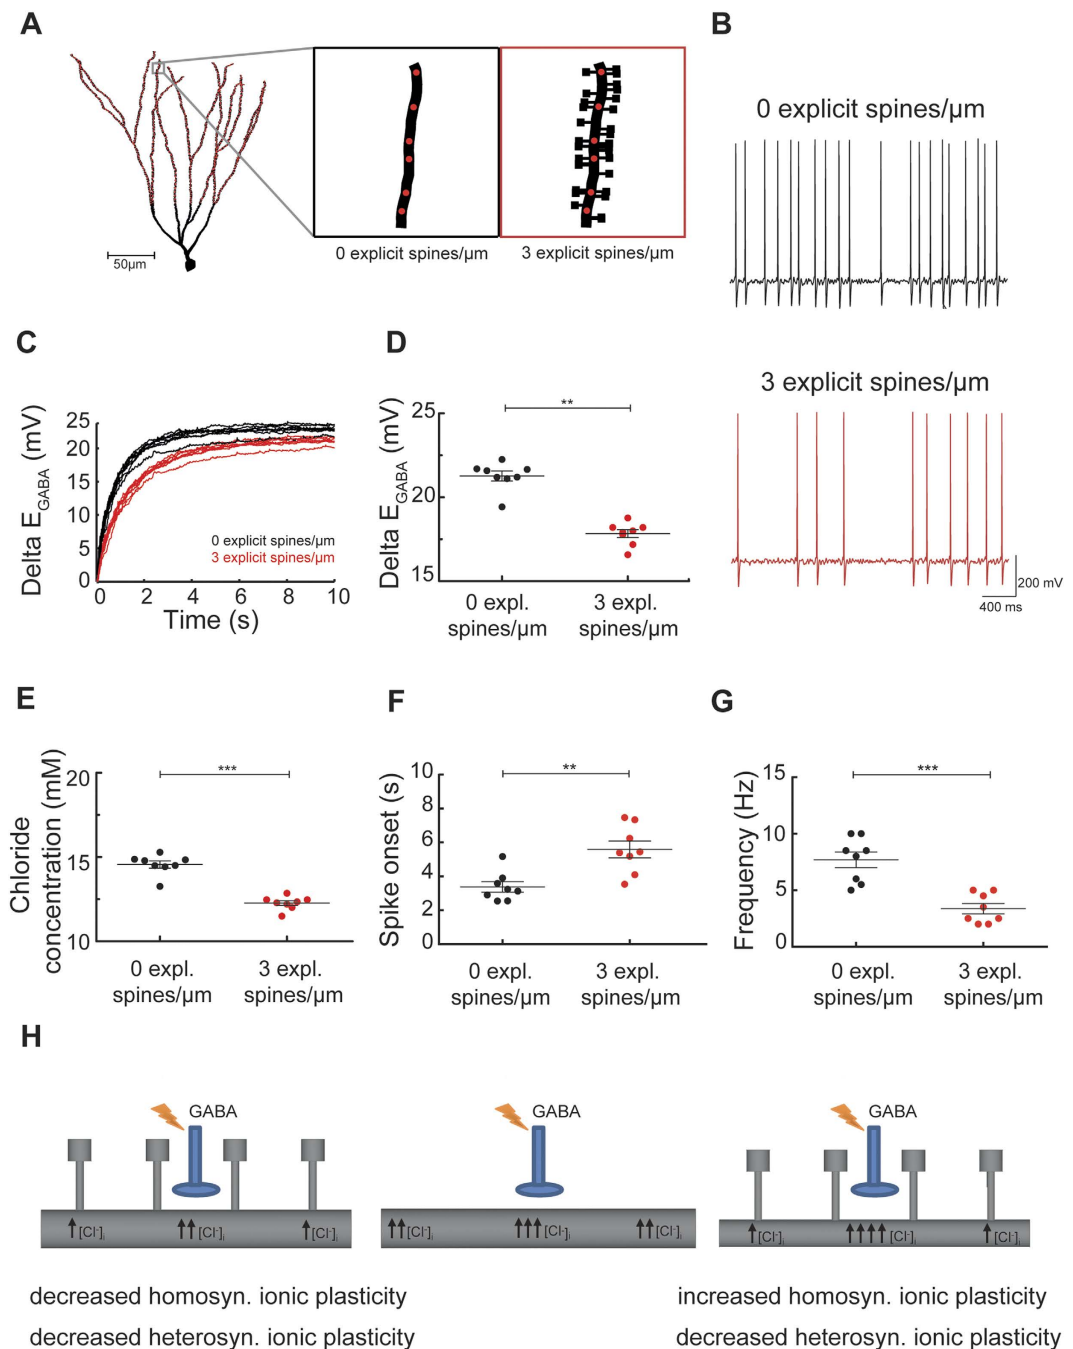 A
B
0 explicit spines/µm
50µm
0 explicit spines/µm
3 explicit spines/µm
3 explicit spines/µm
200 mV
400 ms
C
Delta E_GABA (mV)
25
20
15
10
5
0
0 explicit spines/µm
3 explicit spines/µm
0 2 4 6 8 10
Time (s)
D
Delta E_GABA (mV)
25
20
15
**
0 expl. spines/µm
3 expl. spines/µm
E
Chloride
concentration (mM)
20
15
10
***
0 expl. spines/µm
3 expl. spines/µm
F
Spike onset (s)
10
8
6
4
2
0
**
0 expl. spines/µm
3 expl. spines/µm
G
Frequency (Hz)
15
10
5
0
***
0 expl. spines/µm
3 expl. spines/µm
H
GABA
GABA
GABA
[Cl-]i
[Cl-]i
[Cl-]i
[Cl-]i
[Cl-]i
[Cl-]i
[Cl-]i
[Cl-]i
[Cl-]i
decreased homosyn. ionic plasticity
decreased heterosyn. ionic plasticity
increased homosyn. ionic plasticity
decreased heterosyn. ionic plasticity